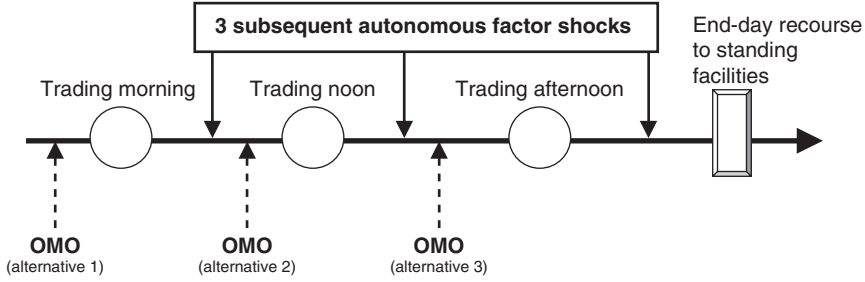 3 subsequent autonomous factor shocks
End-day recourse
to standing
facilities
Trading morning
Trading noon
Trading afternoon
OMO
(alternative 1)
OMO
(alternative 2)
OMO
(alternative 3)